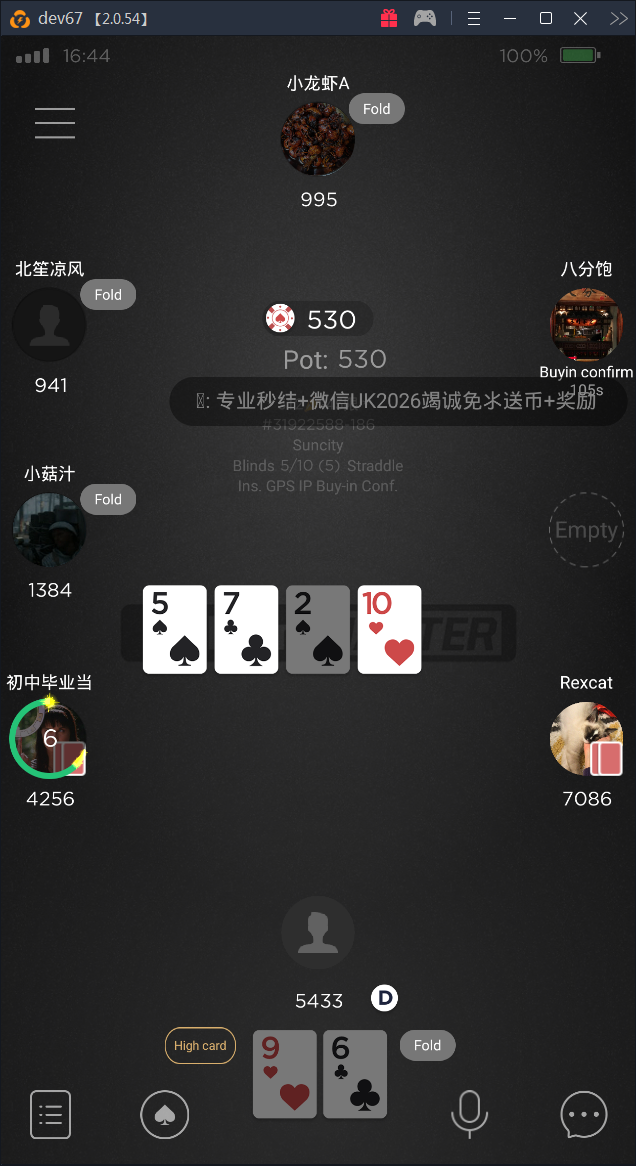 dev67 【2.0.54】
16:44
100%
小龙虾A
Fold
995
北笙凉风
Fold
941
八分饱
Buyin confirm
105s
530
Pot: 530
: 专业秒结+微信UK2026竭诚免氺送币+奖励
#31922588-186
Suncity
Blinds 5/10 (5) Straddle
Ins. GPS IP Buy-in Conf.
小菇汁
Fold
1384
Empty
5
7
2
10
初中毕业当
6
4256
Rexcat
7086
5433
D
High card
9
6
Fold